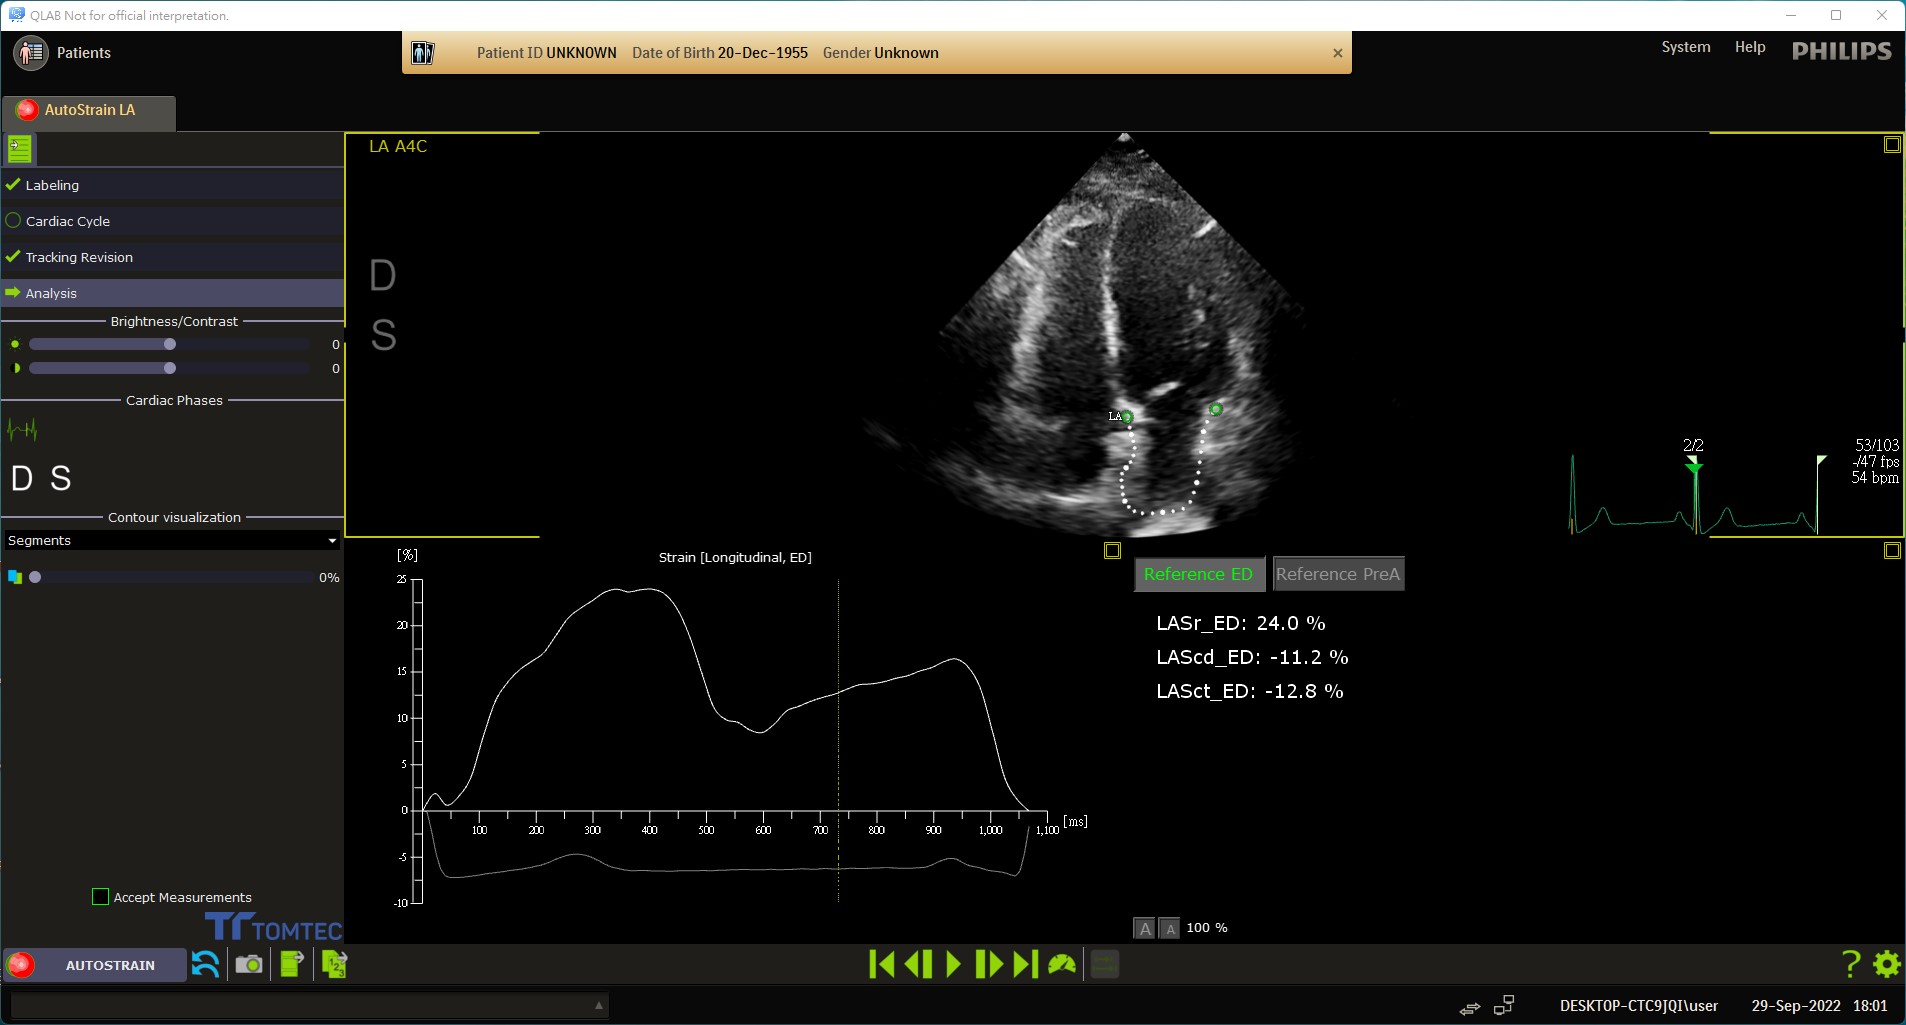 QLAB Not for official interpretation.
Patients
Patient ID UNKNOWN Date of Birth 20-Dec-1955 Gender Unknown
System Help PHILIPS
AutoStrain LA
Labeling
Cardiac Cycle
Tracking Revision
Analysis
Brightness/Contrast
0
0
Cardiac Phases
D S
Contour visualization
Segments
0%
Accept Measurements
TOMTEC
LA A4C
D
S
LA
2/2
53/103
-/47 fps
54 bpm
[%]
Strain [Longitudinal, ED]
25
20
15
10
5
0
-5
-10
100 200 300 400 500 600 700 800 900 1,000 1,100 [ms]
Reference ED Reference PreA
LASr_ED: 24.0 %
LAScd_ED: -11.2 %
LASct_ED: -12.8 %
A A 100 %
AUTOSTRAIN
1 2 3
?
DESKTOP-CTC9JQI\user 29-Sep-2022 18:01